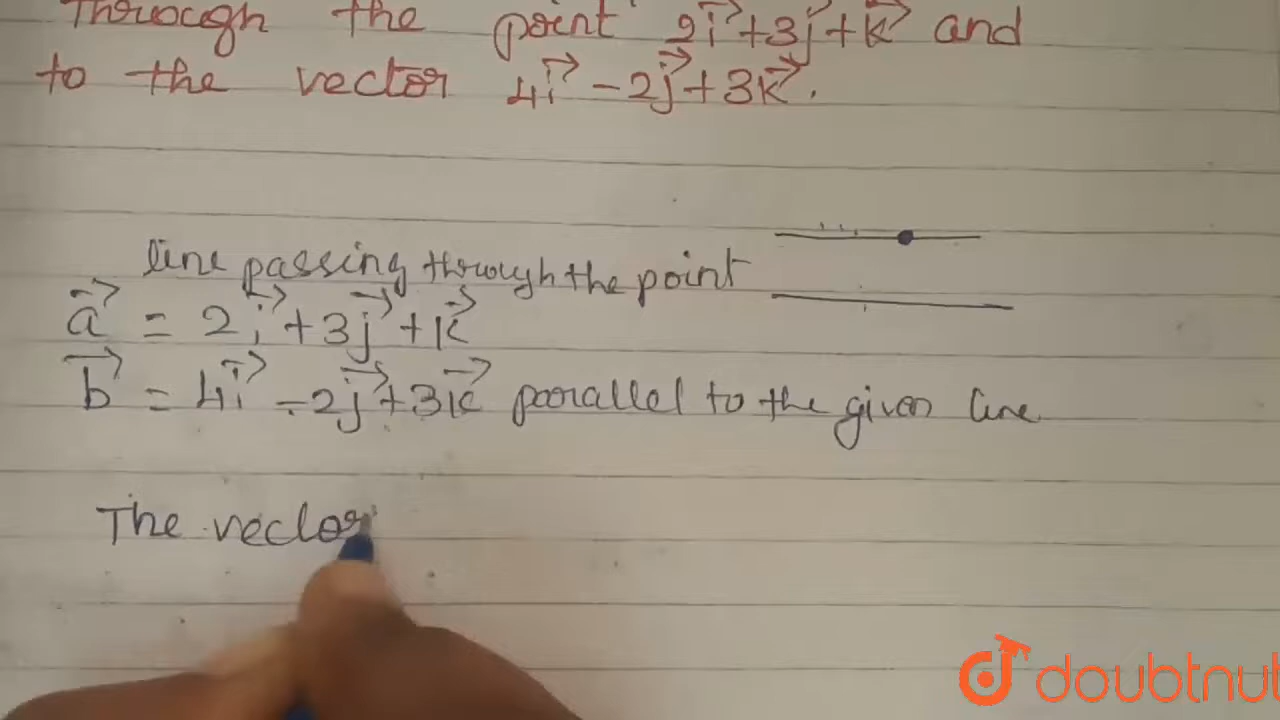 Through the point 2i⃗+3j⃗+k⃗ and
to the vector 4i⃗-2j⃗+3k⃗.
line passing through the point
a⃗ = 2i⃗+3j⃗+k⃗
b⃗ = 4i⃗-2j⃗+3k⃗ parallel to the given line
The vector
doubtnut